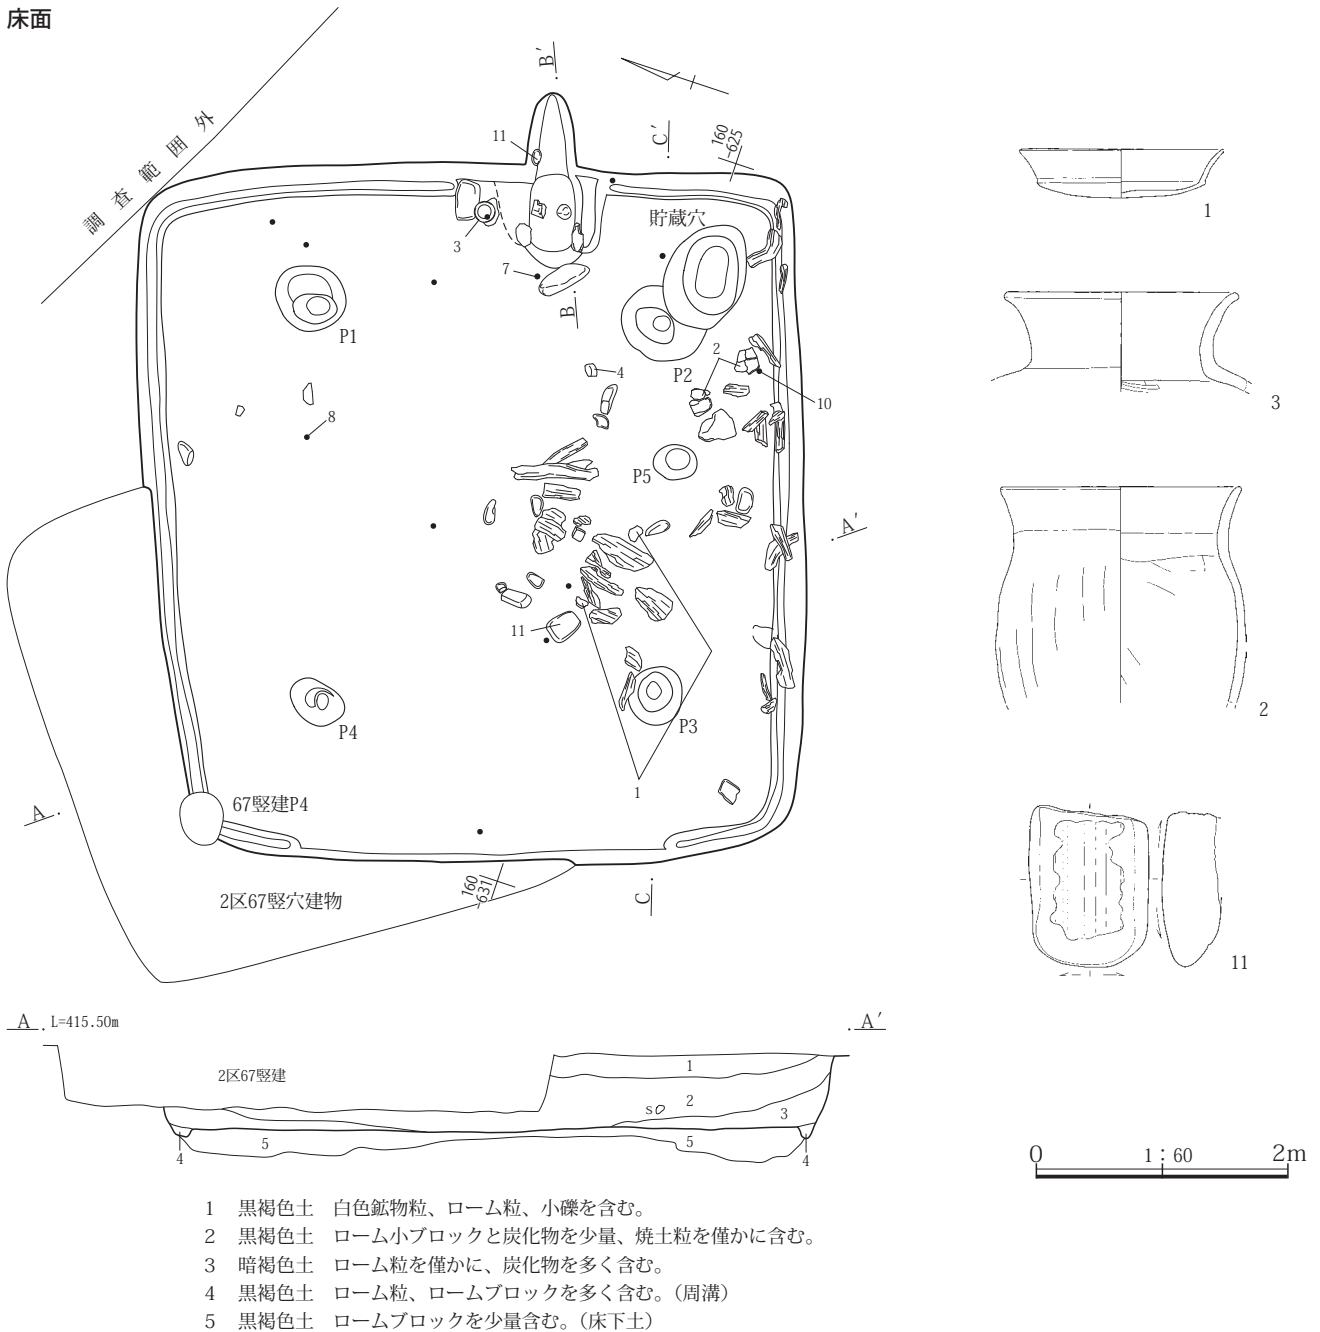 床面
調査範囲外
B′
C′
160
-625
11
3
貯蔵穴
7
B
P1
2
4
P2
10
8
P5
A′
11
P4
P3
1
A
67竪建P4
160
-631
2区67竪穴建物
C
1
3
2
11
A L=415.50m
A′
2区67竪建
1
2
S
3
5
5
4
4
0 1：60 2m
1 黒褐色土 白色鉱物粒、ローム粒、小礫を含む。
2 黒褐色土 ローム小ブロックと炭化物を少量、焼土粒を僅かに含む。
3 暗褐色土 ローム粒を僅かに、炭化物を多く含む。
4 黒褐色土 ローム粒、ロームブロックを多く含む。（周溝）
5 黒褐色土 ロームブロックを少量含む。（床下土）